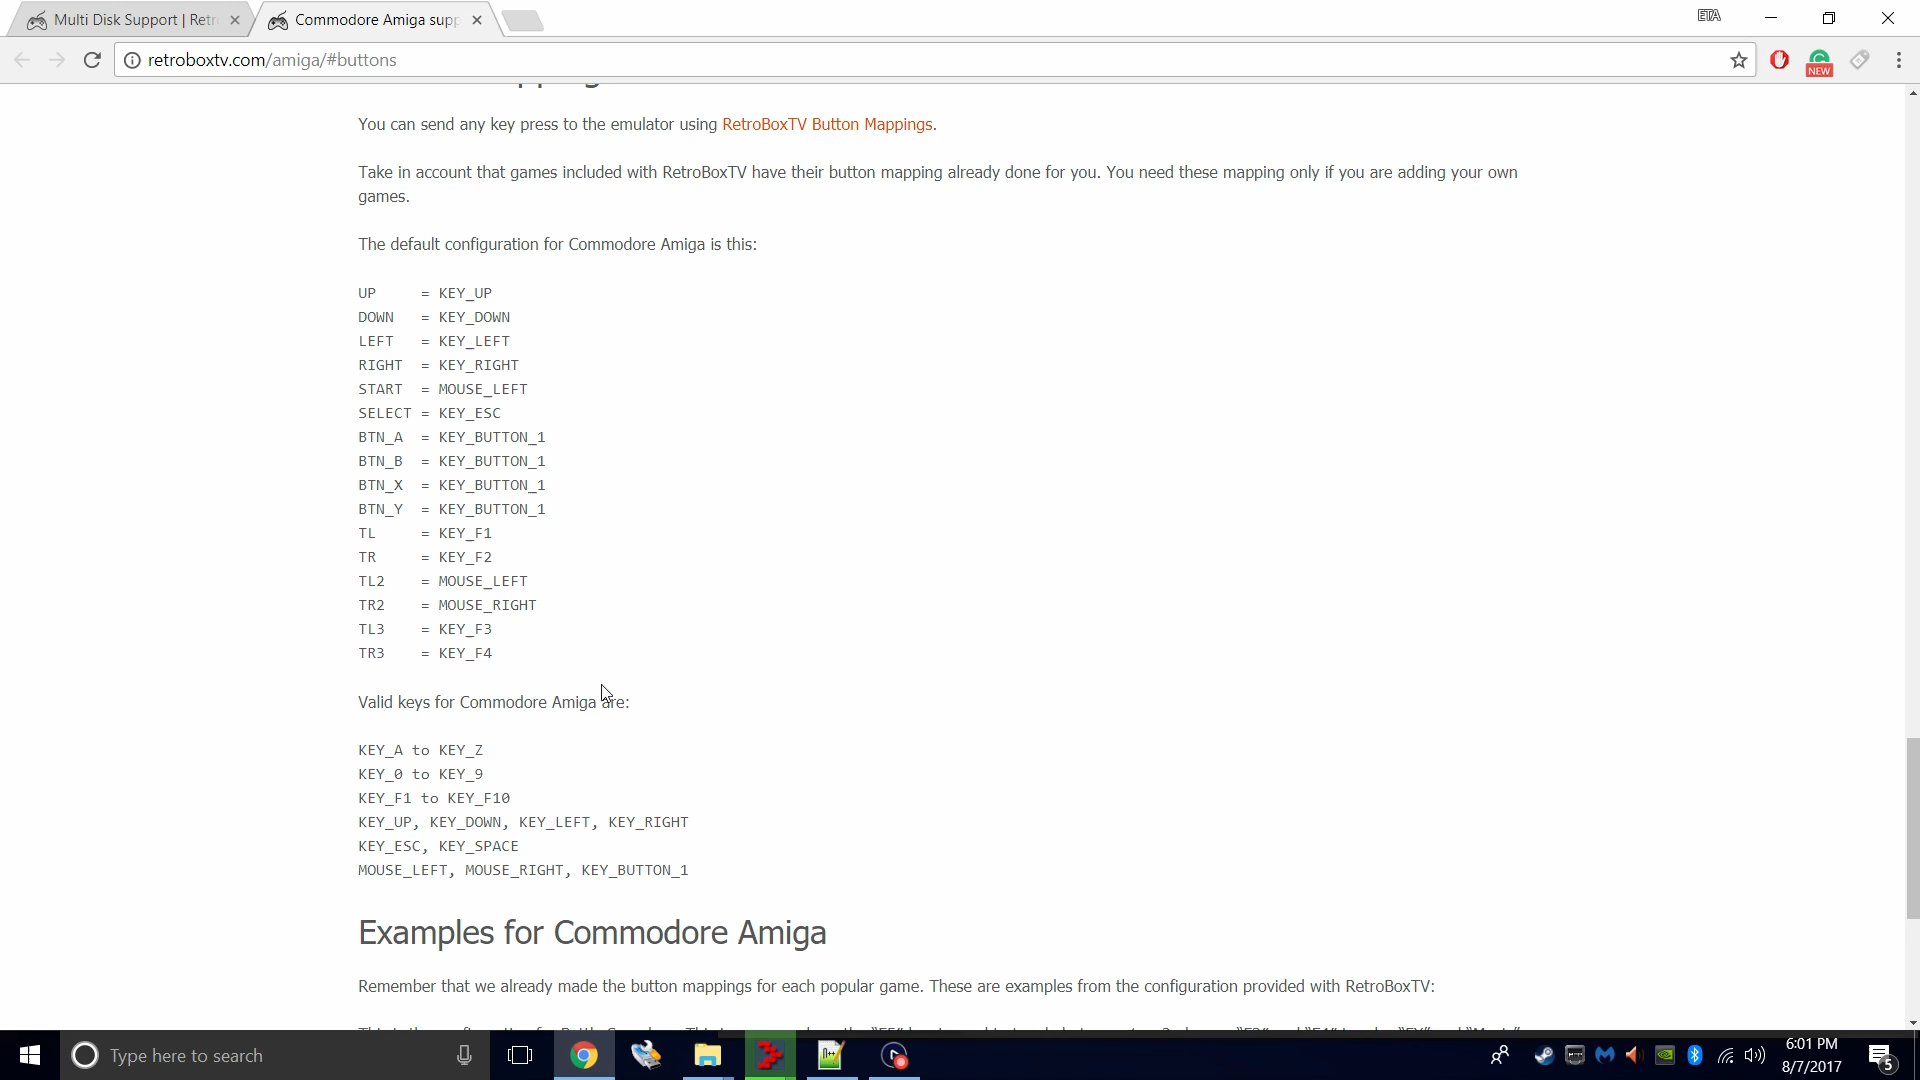 Multi Disk Support | Retr
Commodore Amiga supp
ETA
retroboxtv.com/amiga/#buttons
NEW
You can send any key press to the emulator using RetroBoxTV Button Mappings.
Take in account that games included with RetroBoxTV have their button mapping already done for you. You need these mapping only if you are adding your own
games.
The default configuration for Commodore Amiga is this:
UP = KEY_UP
DOWN = KEY_DOWN
LEFT = KEY_LEFT
RIGHT = KEY_RIGHT
START = MOUSE_LEFT
SELECT = KEY_ESC
BTN_A = KEY_BUTTON_1
BTN_B = KEY_BUTTON_1
BTN_X = KEY_BUTTON_1
BTN_Y = KEY_BUTTON_1
TL = KEY_F1
TR = KEY_F2
TL2 = MOUSE_LEFT
TR2 = MOUSE_RIGHT
TL3 = KEY_F3
TR3 = KEY_F4
Valid keys for Commodore Amiga are:
KEY_A to KEY_Z
KEY_0 to KEY_9
KEY_F1 to KEY_F10
KEY_UP, KEY_DOWN, KEY_LEFT, KEY_RIGHT
KEY_ESC, KEY_SPACE
MOUSE_LEFT, MOUSE_RIGHT, KEY_BUTTON_1
Examples for Commodore Amiga
Remember that we already made the button mappings for each popular game. These are examples from the configuration provided with RetroBoxTV:
Type here to search
6:01 PM
8/7/2017
5